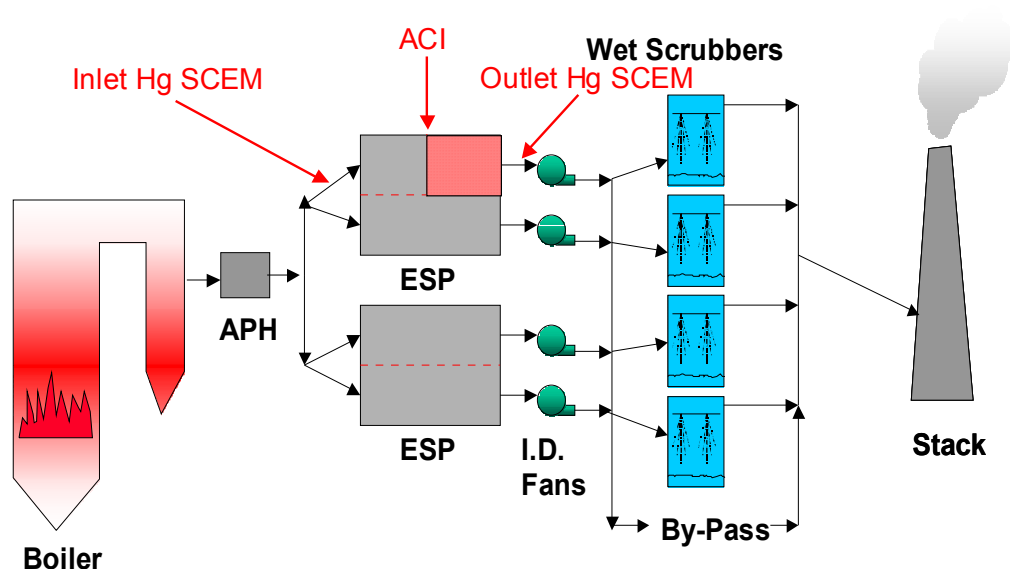 ACI
Wet Scrubbers
Inlet Hg SCEM
Outlet Hg SCEM
ESP
APH
ESP
I.D.
Fans
Stack
By-Pass
Boiler